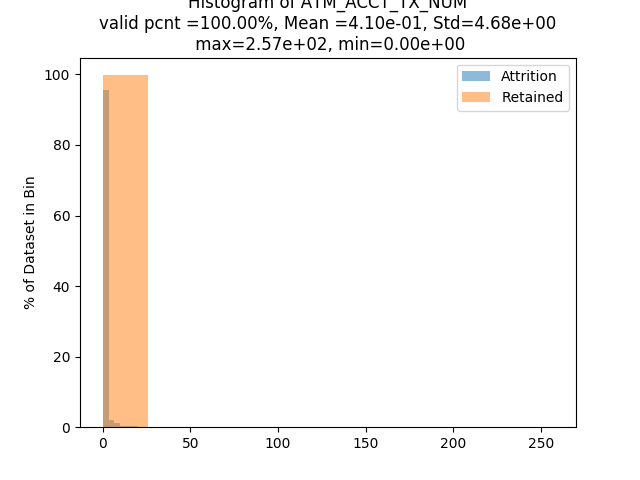 Histogram of ATM_ACCT_TX_NUM
valid pcnt =100.00%, Mean =4.10e-01, Std=4.68e+00
max=2.57e+02, min=0.00e+00
Attrition
Retained
% of Dataset in Bin
100
80
60
40
20
0
0 50 100 150 200 250